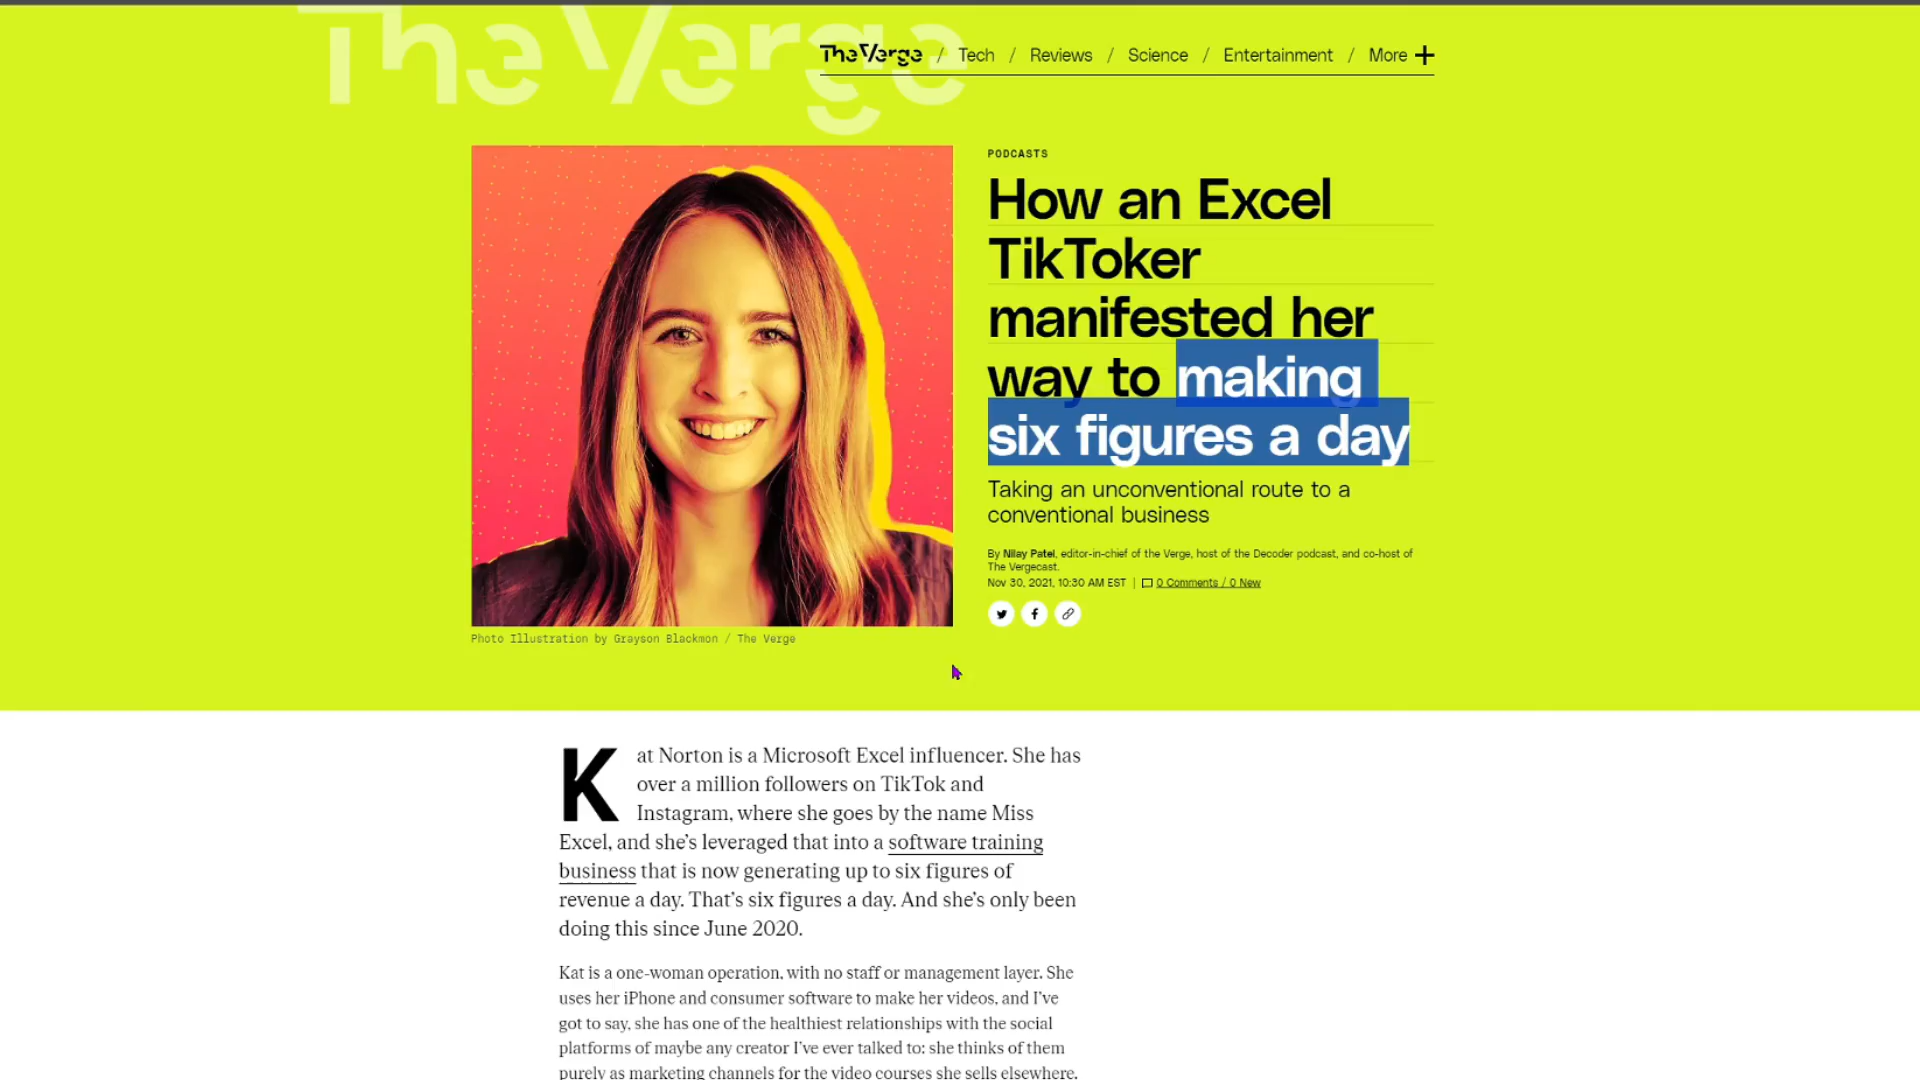 The Verge
The Verge / Tech / Reviews / Science / Entertainment / More +
PODCASTS
How an Excel
TikToker
manifested her
way to making
six figures a day
Taking an unconventional route to a
conventional business
By Nilay Patel, editor-in-chief of the Verge, host of the Decoder podcast, and co-host of
The Vergecast.
Nov 30, 2021, 10:30 AM EST | 0 Comments / 0 New
Photo Illustration by Grayson Blackmon / The Verge
Kat Norton is a Microsoft Excel influencer. She has
over a million followers on TikTok and
Instagram, where she goes by the name Miss
Excel, and she’s leveraged that into a software training
business that is now generating up to six figures of
revenue a day. That’s six figures a day. And she’s only been
doing this since June 2020.
Kat is a one-woman operation, with no staff or management layer. She
uses her iPhone and consumer software to make her videos, and I’ve
got to say, she has one of the healthiest relationships with the social
platforms of maybe any creator I’ve ever talked to: she thinks of them
purely as marketing channels for the video courses she sells elsewhere.